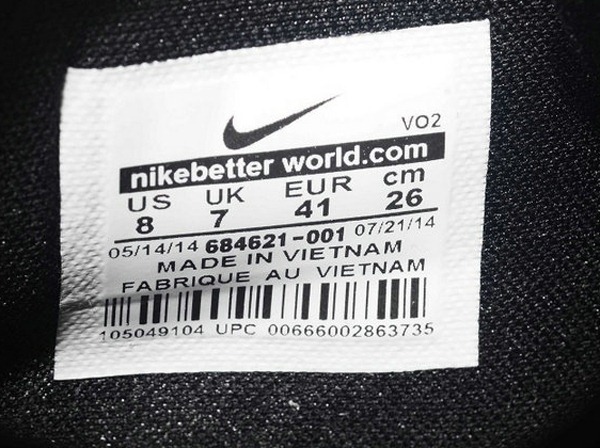 VO2
nikebetter world.com
US UK EUR cm
8 7 41 26
05/14/14 684621-001 07/21/14
MADE IN VIETNAM
FABRIQUE AU VIETNAM
105049104 UPC 00666002863735